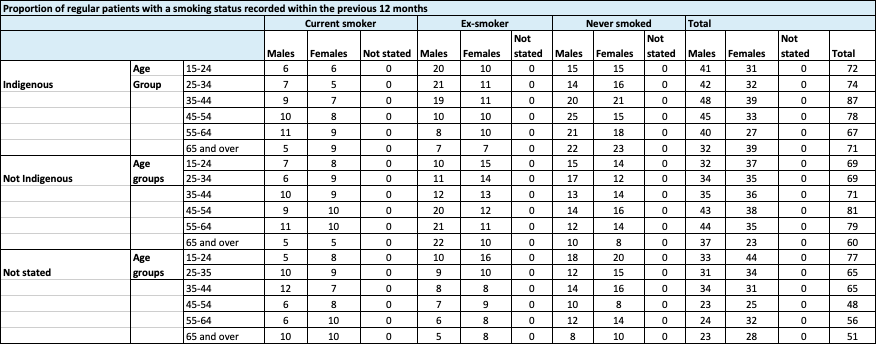 Proportion of regular patients with a smoking status recorded within the previous 12 months
Current smoker Ex-smoker Never smoked Total
Males Females Not stated Males Females Not stated Males Females Not stated Males Females Not stated Total
Indigenous Age Group 15-24 6 6 0 20 10 0 15 15 0 41 31 0 72
25-34 7 5 0 21 11 0 14 16 0 42 32 0 74
35-44 9 7 0 19 11 0 20 21 0 48 39 0 87
45-54 10 8 0 10 10 0 25 15 0 45 33 0 78
55-64 11 9 0 8 10 0 21 18 0 40 27 0 67
65 and over 5 9 0 7 7 0 22 23 0 32 39 0 71
Not Indigenous Age groups 15-24 7 8 0 10 15 0 15 14 0 32 37 0 69
25-34 6 9 0 11 14 0 17 12 0 34 35 0 69
35-44 10 9 0 12 13 0 13 14 0 35 36 0 71
45-54 9 10 0 20 12 0 14 16 0 43 38 0 81
55-64 11 10 0 21 11 0 12 14 0 44 35 0 79
65 and over 5 5 0 22 10 0 10 8 0 37 23 0 60
Not stated Age groups 15-24 5 8 0 10 16 0 18 20 0 33 44 0 77
25-35 10 9 0 9 10 0 12 15 0 31 34 0 65
35-44 12 7 0 8 8 0 14 16 0 34 31 0 65
45-54 6 8 0 7 9 0 10 8 0 23 25 0 48
55-64 6 10 0 6 8 0 12 14 0 24 32 0 56
65 and over 10 10 0 5 8 0 8 10 0 23 28 0 51